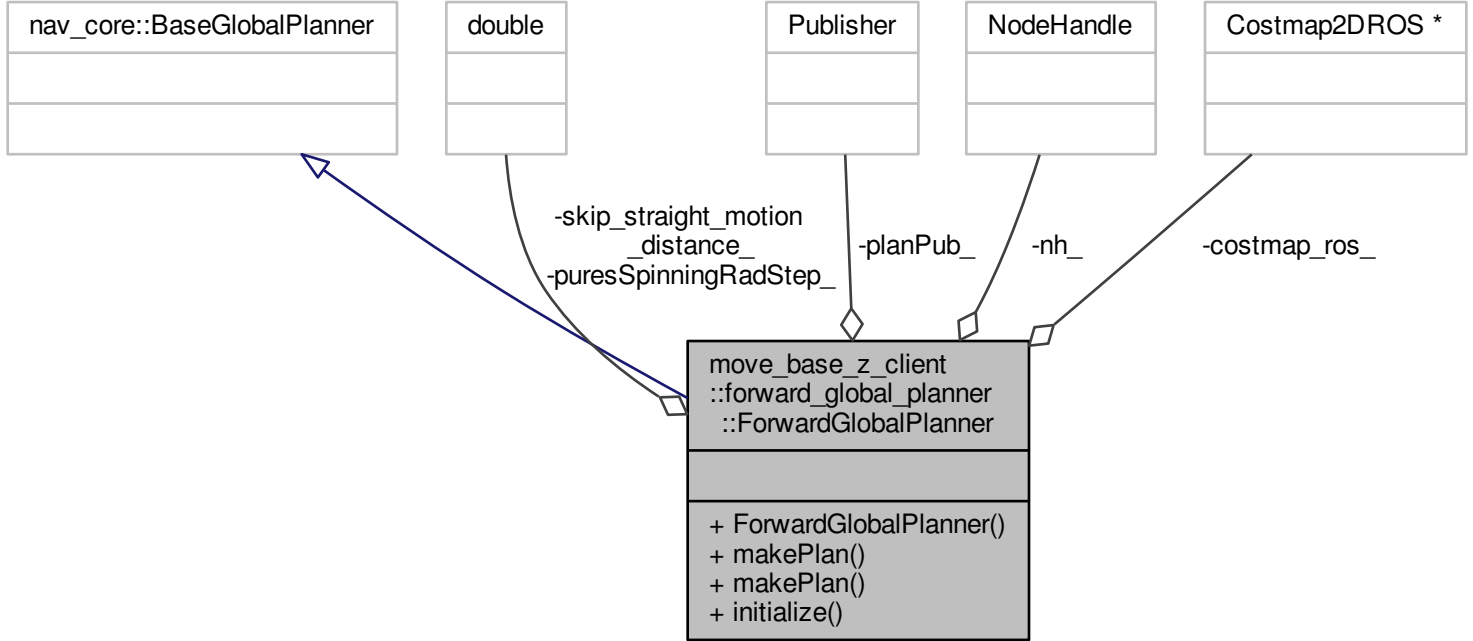 nav_core::BaseGlobalPlanner
double
Publisher
NodeHandle
Costmap2DROS *
-skip_straight_motion
_distance_
-puresSpinningRadStep_
-planPub_
-nh_
-costmap_ros_
move_base_z_client
::forward_global_planner
::ForwardGlobalPlanner
+ ForwardGlobalPlanner()
+ makePlan()
+ makePlan()
+ initialize()